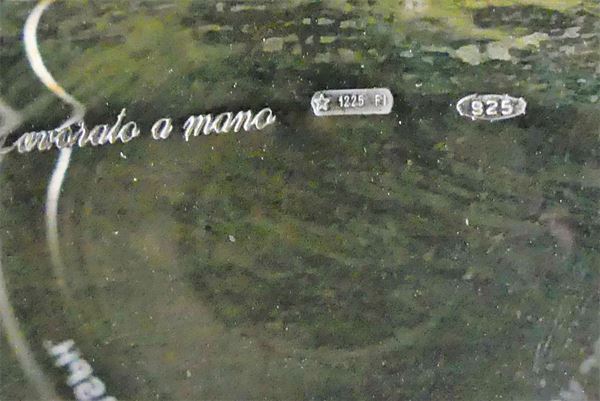 Lavorato a mano ☆ 1225 FI 925